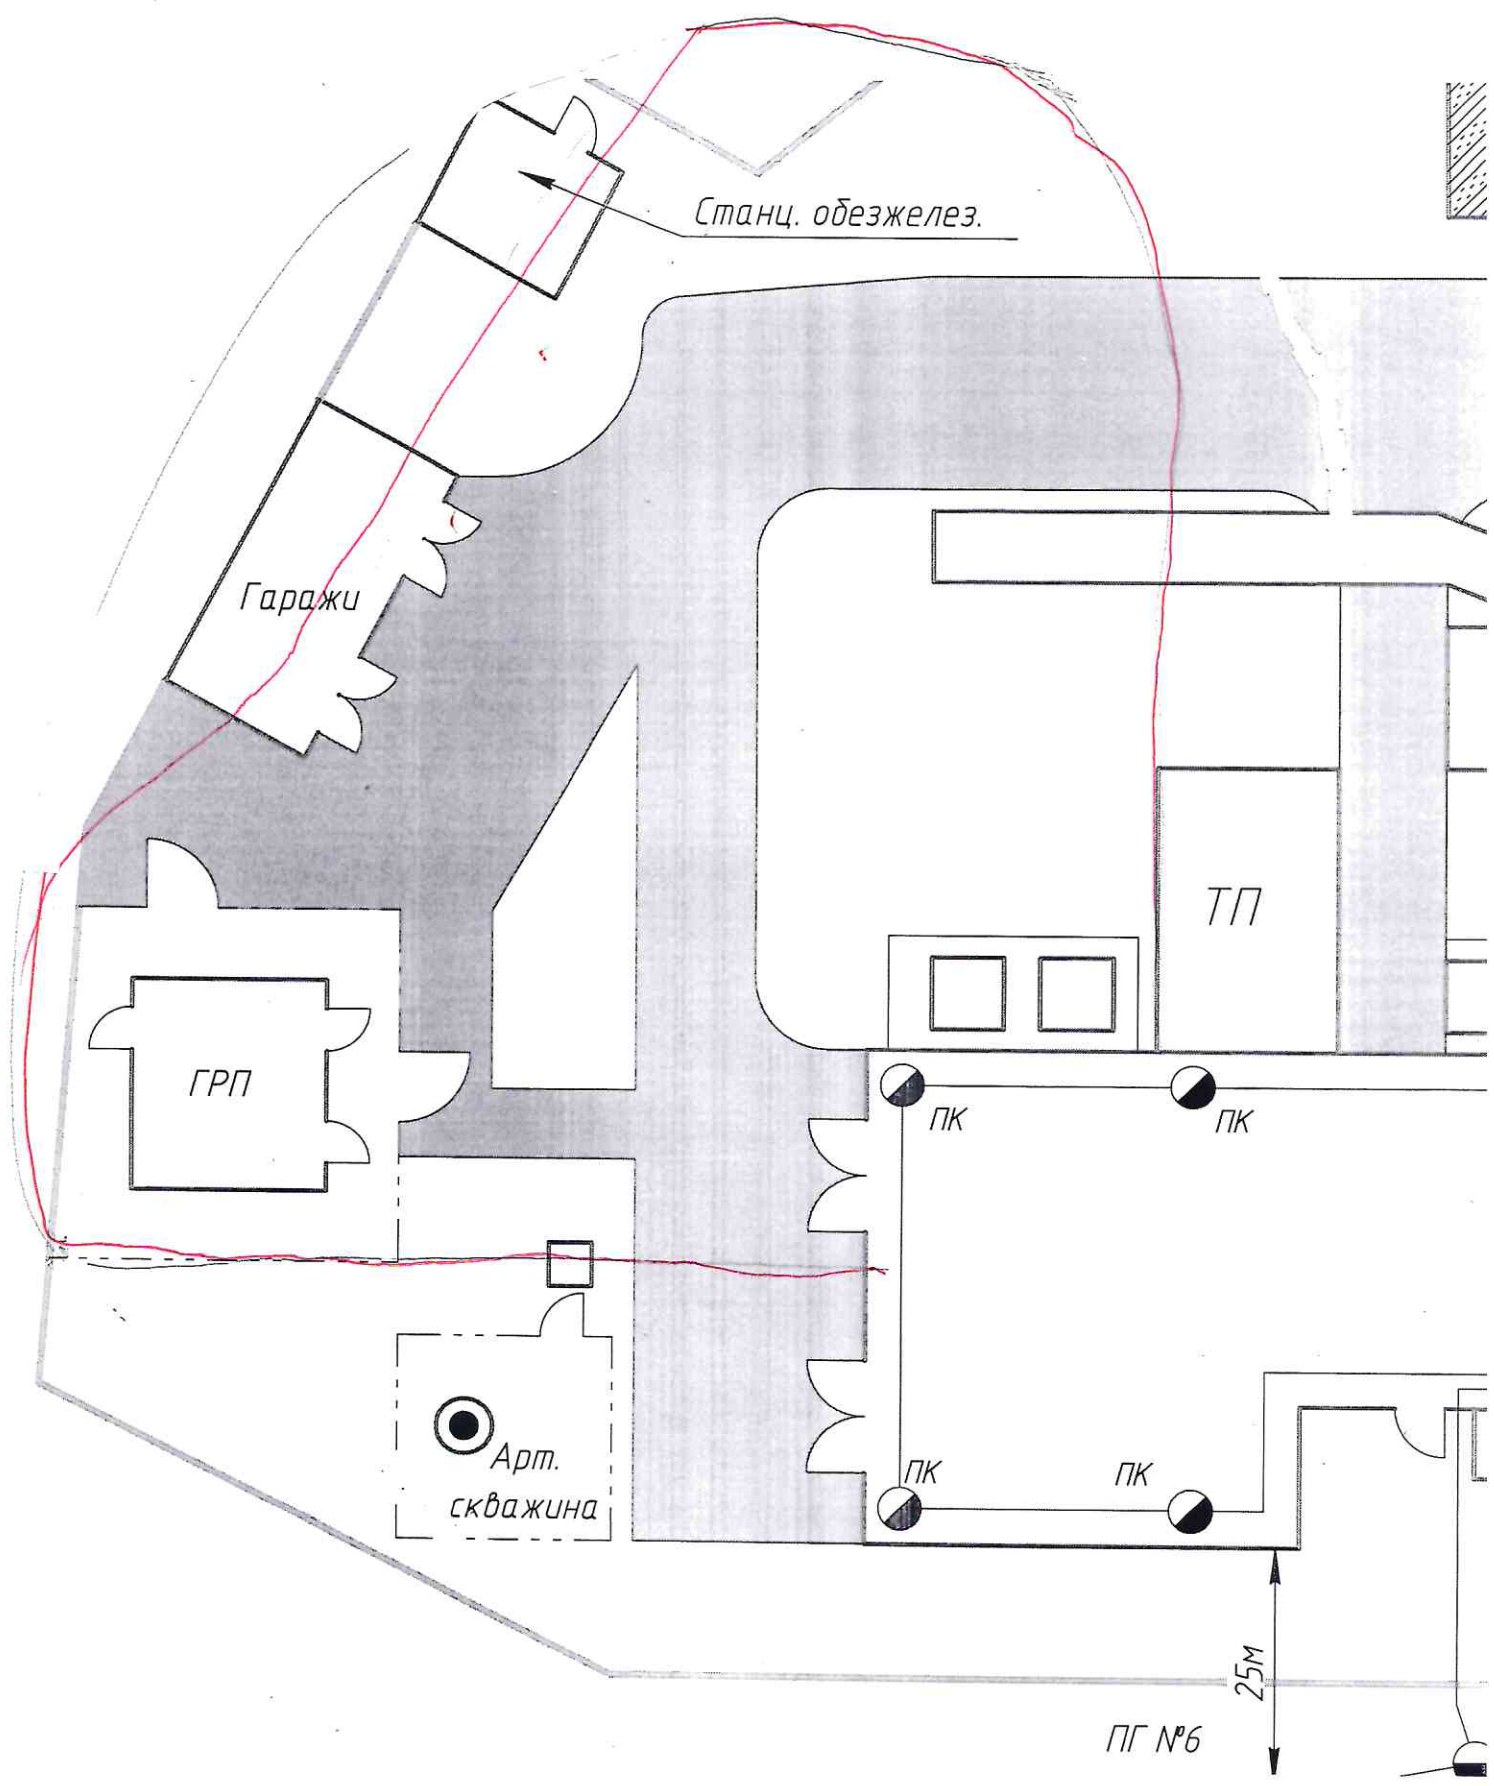 Станц. обезжелез.
Гаражи
ТП
ГРП
ПК
ПК
Арт.
скважина
ПК
ПК
25м
ПГ №6